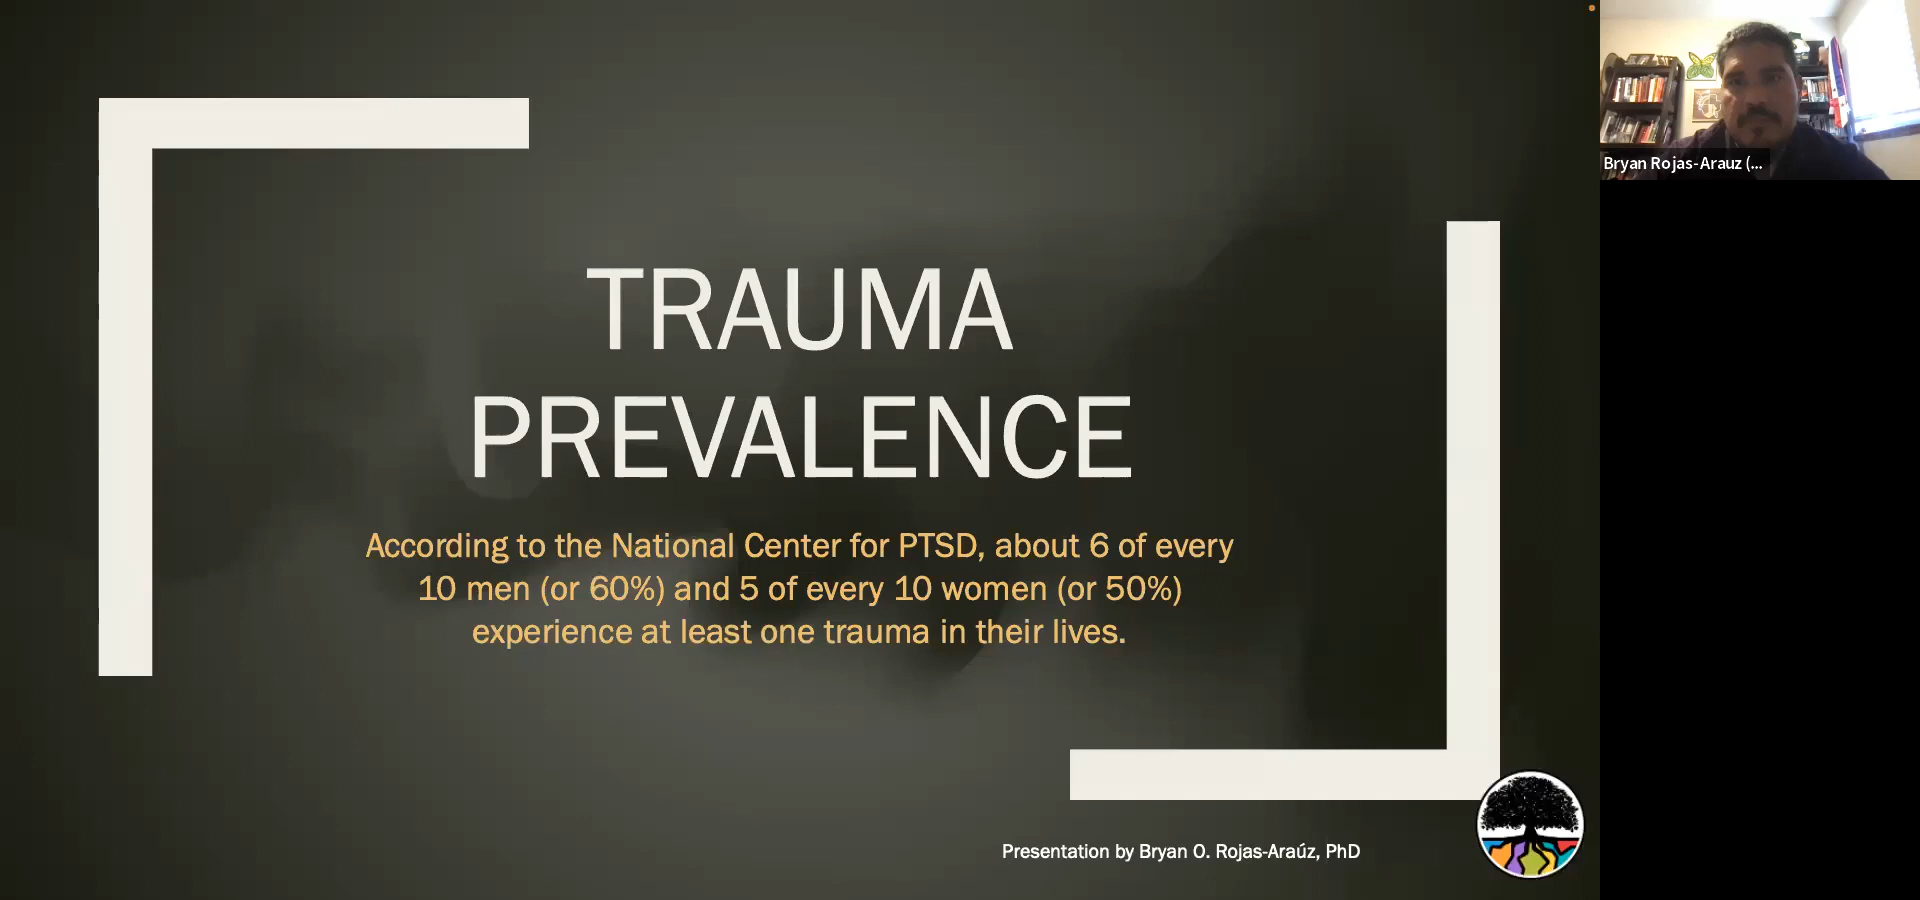 TRAUMA
PREVALENCE
According to the National Center for PTSD, about 6 of every
10 men (or 60%) and 5 of every 10 women (or 50%)
experience at least one trauma in their lives.
Presentation by Bryan O. Rojas-Araúz, PhD
Bryan Rojas-Arauz (...